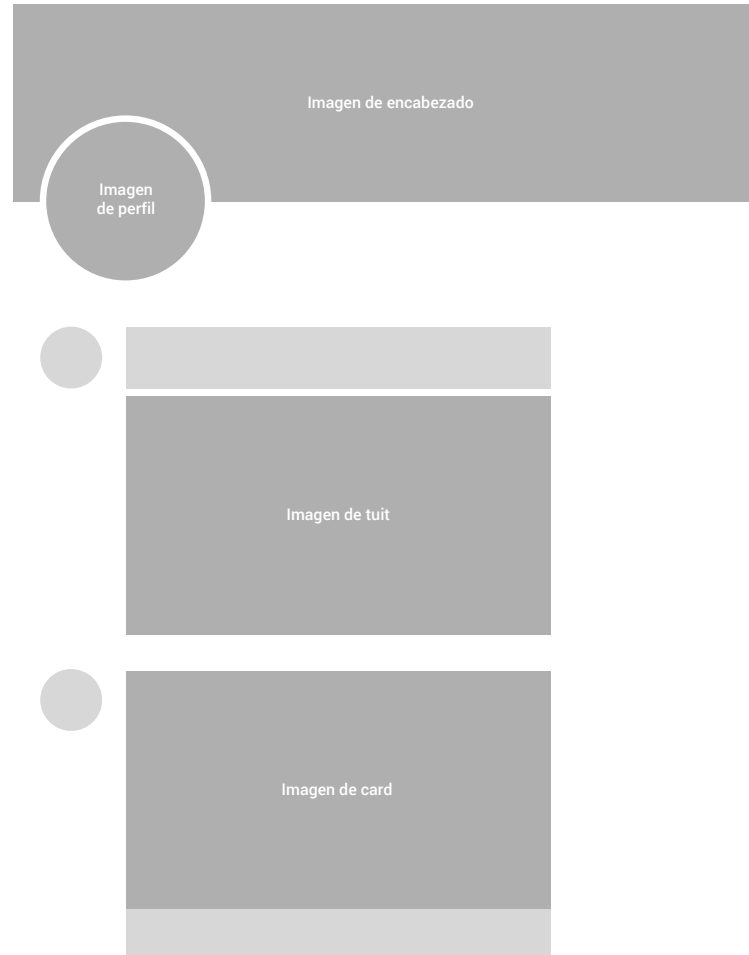 Imagen de encabezado
Imagen
de perfil
Imagen de tuit
Imagen de card